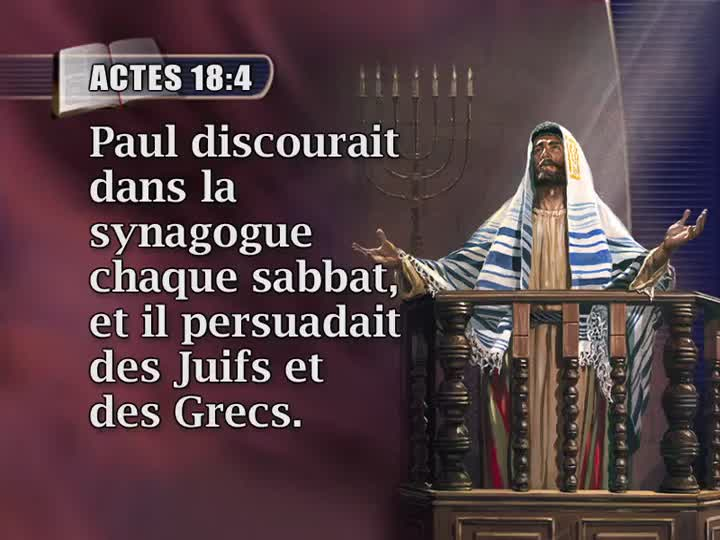 ACTES 18:4
Paul discourait
dans la
synagogue
chaque sabbat,
et il persuadait
des Juifs et
des Grecs.